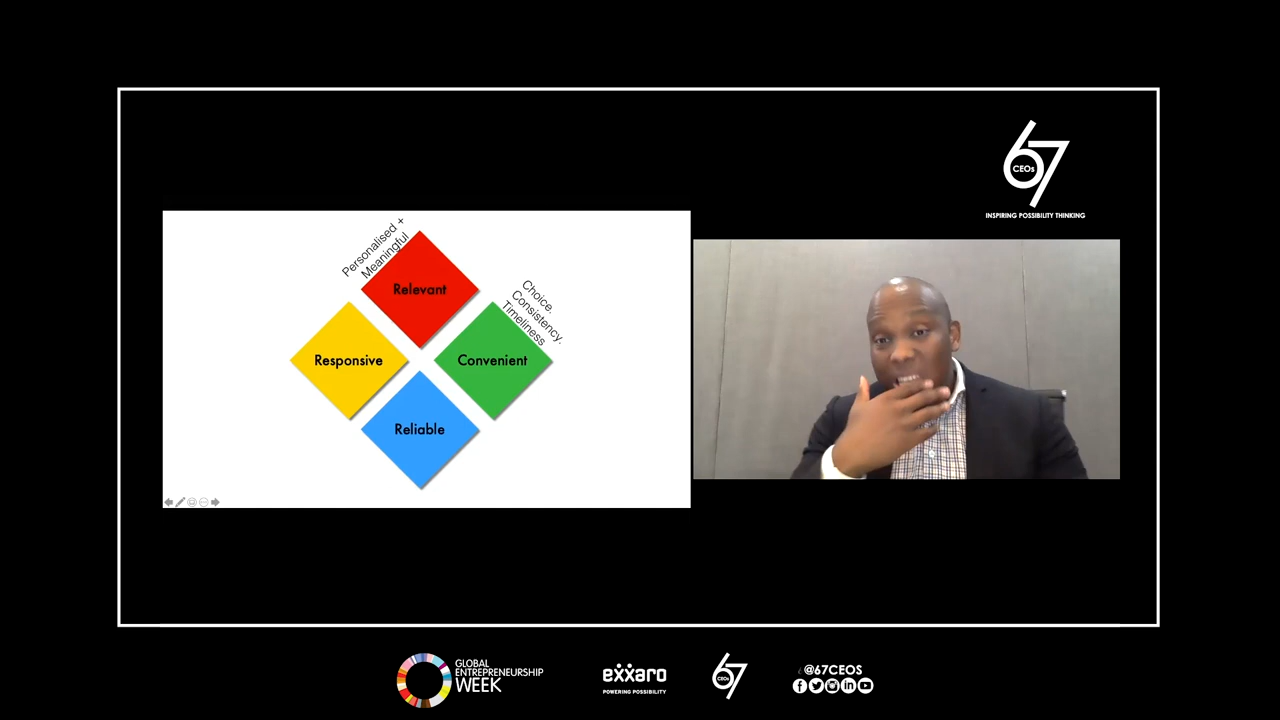 67
CEOs
INSPIRING POSSIBILITY THINKING
Personalised +
Meaningful
Relevant
Choice.
Consistency.
Timeliness
Responsive
Convenient
Reliable
GLOBAL
ENTREPRENEURSHIP
WEEK
exxaro
POWERING POSSIBILITY
67
CEOs
@67CEOS